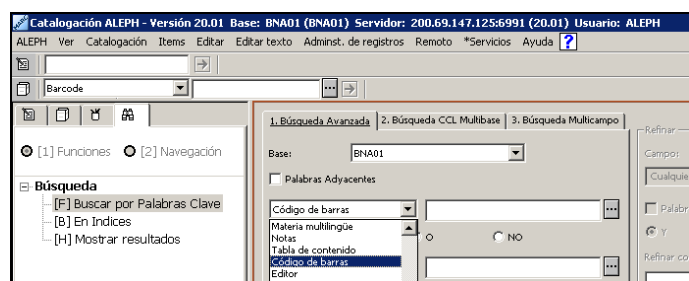 Catalogación ALEPH - Versión 20.01 Base: BNA01 (BNA01) Servidor: 200.69.147.125:6991 (20.01) Usuario: ALEPH
ALEPH Ver Catalogación Items Editar Editar texto Adminst. de registros Remoto *Servicios Ayuda ?
Barcode
1. Búsqueda Avanzada 2. Búsqueda CCL Multibase 3. Búsqueda Multicampo
Refinar
[1] Funciones [2] Navegación
Base: BNA01
Campo:
Palabras Adyacentes
Cualquie
Búsqueda
[F] Buscar por Palabras Clave
Código de barras
Palabr
[B] En Indices
Materia multilingüe
[H] Mostrar resultados
Notas
O NO
Y
Tabla de contenido
Código de barras
Refinar co
Editor